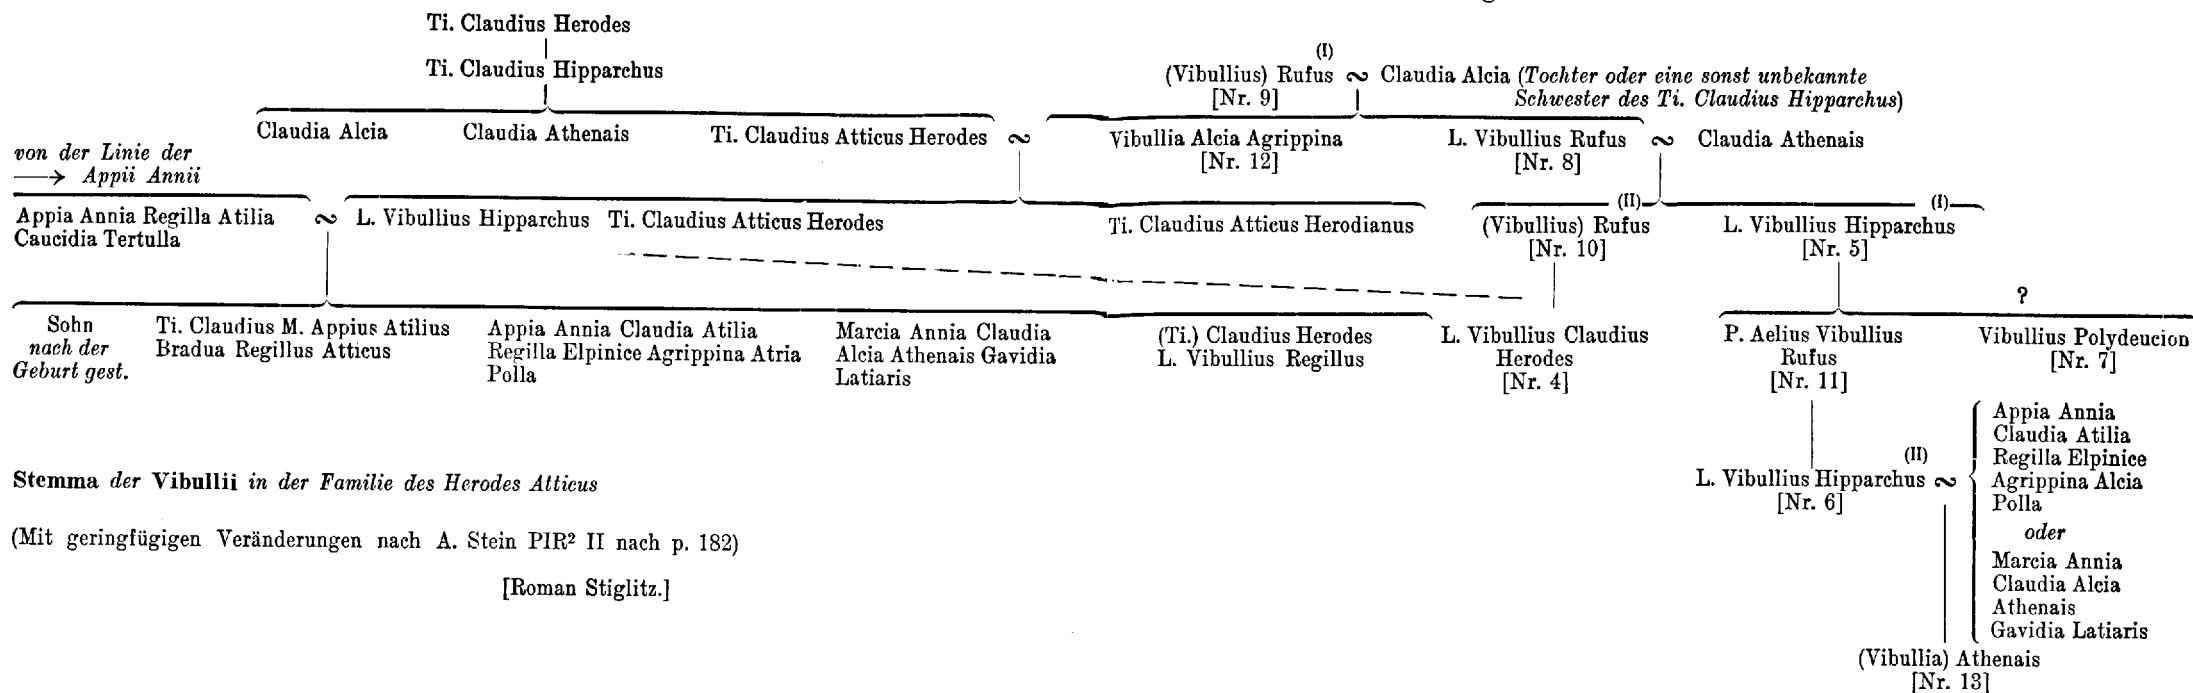 Ti. Claudius Herodes
Ti. Claudius Hipparchus
(I)
(Vibullius) Rufus ∾ Claudia Alcia (Tochter oder eine sonst unbekannte
[Nr. 9] Schwester des Ti. Claudius Hipparchus)
Claudia Alcia Claudia Athenais Ti. Claudius Atticus Herodes ∾ Vibullia Alcia Agrippina L. Vibullius Rufus ∾ Claudia Athenais
[Nr. 12] [Nr. 8]
von der Linie der
⟶ Appii Annii
(II) (I)
Appia Annia Regilla Atilia ∾ L. Vibullius Hipparchus Ti. Claudius Atticus Herodes Ti. Claudius Atticus Herodianus (Vibullius) Rufus L. Vibullius Hipparchus
Caucidia Tertulla [Nr. 10] [Nr. 5]
?
Sohn Ti. Claudius M. Appius Atilius Appia Annia Claudia Atilia Marcia Annia Claudia (Ti.) Claudius Herodes L. Vibullius Claudius P. Aelius Vibullius Vibullius Polydeucion
nach der Bradua Regillus Atticus Regilla Elpinice Agrippina Atria Alcia Athenais Gavidia L. Vibullius Regillus Herodes Rufus [Nr. 7]
Geburt gest. Polla Latiaris [Nr. 4] [Nr. 11]
Appia Annia
Claudia Atilia
(II) Regilla Elpinice
L. Vibullius Hipparchus ∾ Agrippina Alcia
[Nr. 6] Polla
oder
Marcia Annia
Claudia Alcia
Athenais
Gavidia Latiaris
(Vibullia) Athenais
[Nr. 13]
Stemma der Vibullii in der Familie des Herodes Atticus
(Mit geringfügigen Veränderungen nach A. Stein PIR² II nach p. 182)
[Roman Stiglitz.]